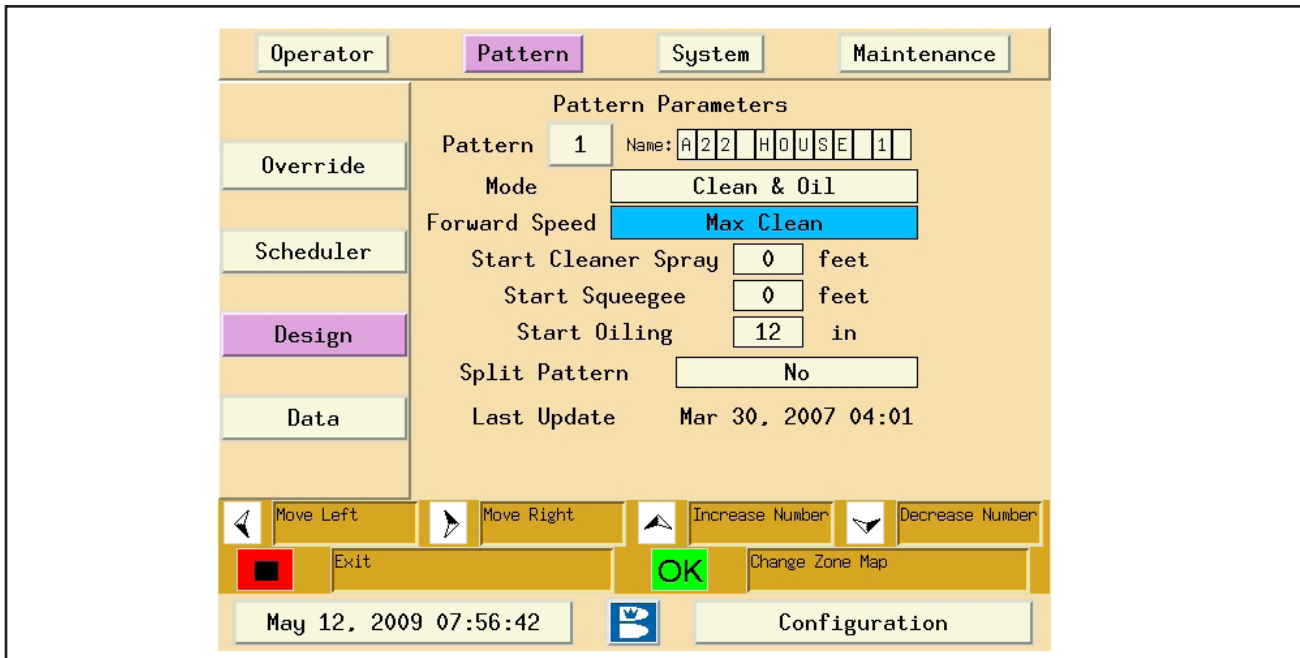 Operator Pattern System Maintenance
Pattern Parameters
Pattern 1 Name: A22 HOUSE 1
Override
Mode Clean & Oil
Forward Speed Max Clean
Scheduler
Start Cleaner Spray 0 feet
Start Squeegee 0 feet
Design
Start Oiling 12 in
Split Pattern No
Data
Last Update Mar 30, 2007 04:01
Move Left Move Right Increase Number Decrease Number
Exit OK Change Zone Map
May 12, 2009 07:56:42 B Configuration